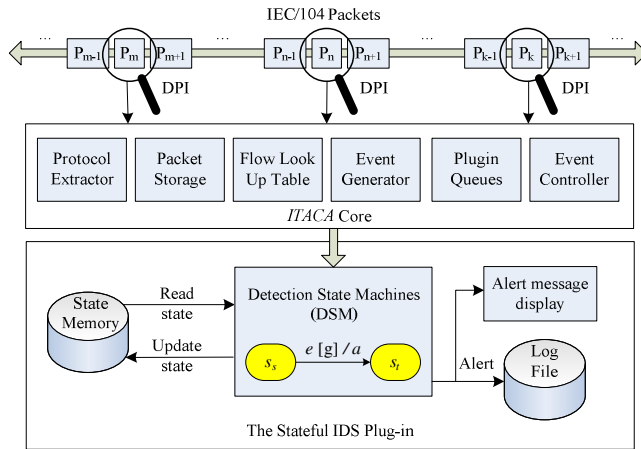 IEC/104 Packets
... ... ... ...
Pm-1 Pm Pm+1 Pn-1 Pn Pn+1 Pk-1 Pk Pk+1
DPI DPI DPI
Protocol Extractor
Packet Storage
Flow Look Up Table
Event Generator
Plugin Queues
Event Controller
ITACA Core
State Memory
Read state
Update state
Detection State Machines (DSM)
ss e [g] / a st
Alert message display
Alert
Log File
The Stateful IDS Plug-in